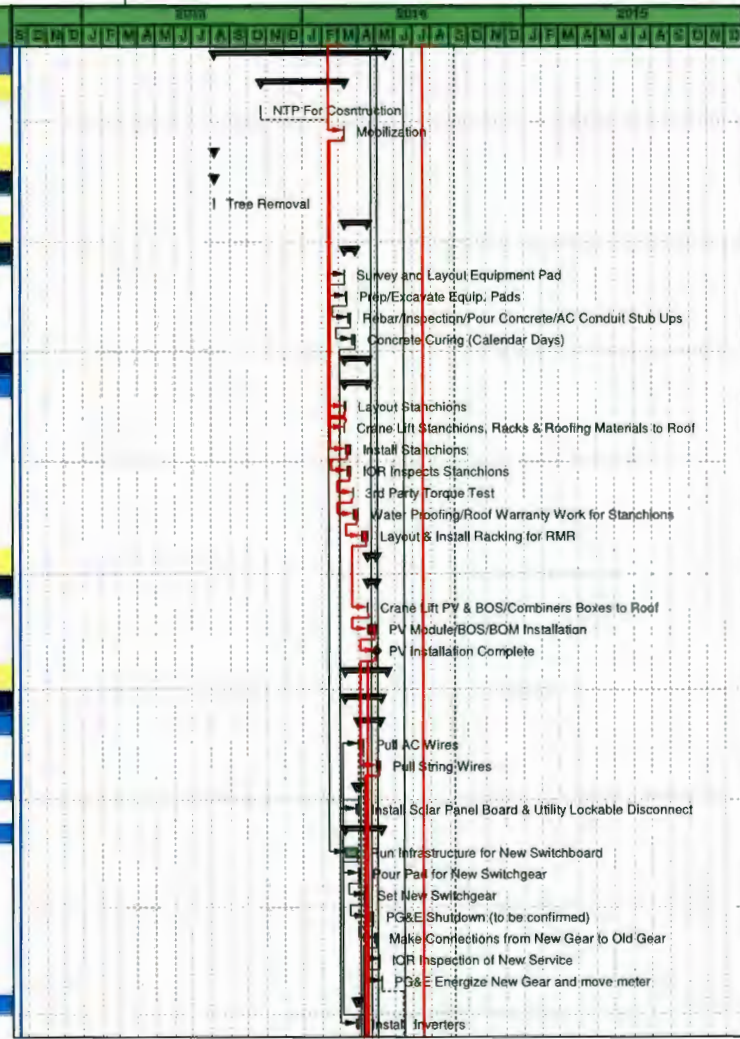 2013 2014 2015
S O N D J F M A M J J A S O N D J F M A M J J A S O N D J F M A M J J A S O N D
NTP For Cosntruction
Mobilization
Tree Removal
Survey and Layout Equipment Pad
Prep/Excavate Equip. Pads
Rebar/Inspection/Pour Concrete/AC Conduit Stub Ups
Concrete Curing (Calendar Days)
Layout Stanchions
Crane Lift Stanchions, Racks & Roofing Materials to Roof
Install Stanchions
IOR Inspects Stanchions
3rd Party Torque Test
Water Proofing/Roof Warranty Work for Stanchions
Layout & Install Racking for RMR
Crane Lift PV & BOS/Combiners Boxes to Roof
PV Module/BOS/BOM Installation
PV Installation Complete
Pull AC Wires
Pull String Wires
Install Solar Panel Board & Utility Lockable Disconnect
Run Infrastructure for New Switchboard
Pour Pad for New Switchgear
Set New Switchgear
PG&E Shutdown (to be confirmed)
Make Connections from New Gear to Old Gear
IOR Inspection of New Service
PG&E Energize New Gear and move meter
Install Inverters